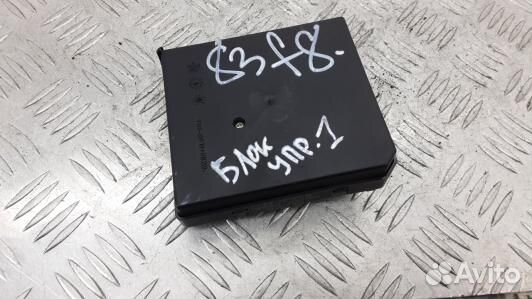 83f8.
Блок
упр.1
Avito